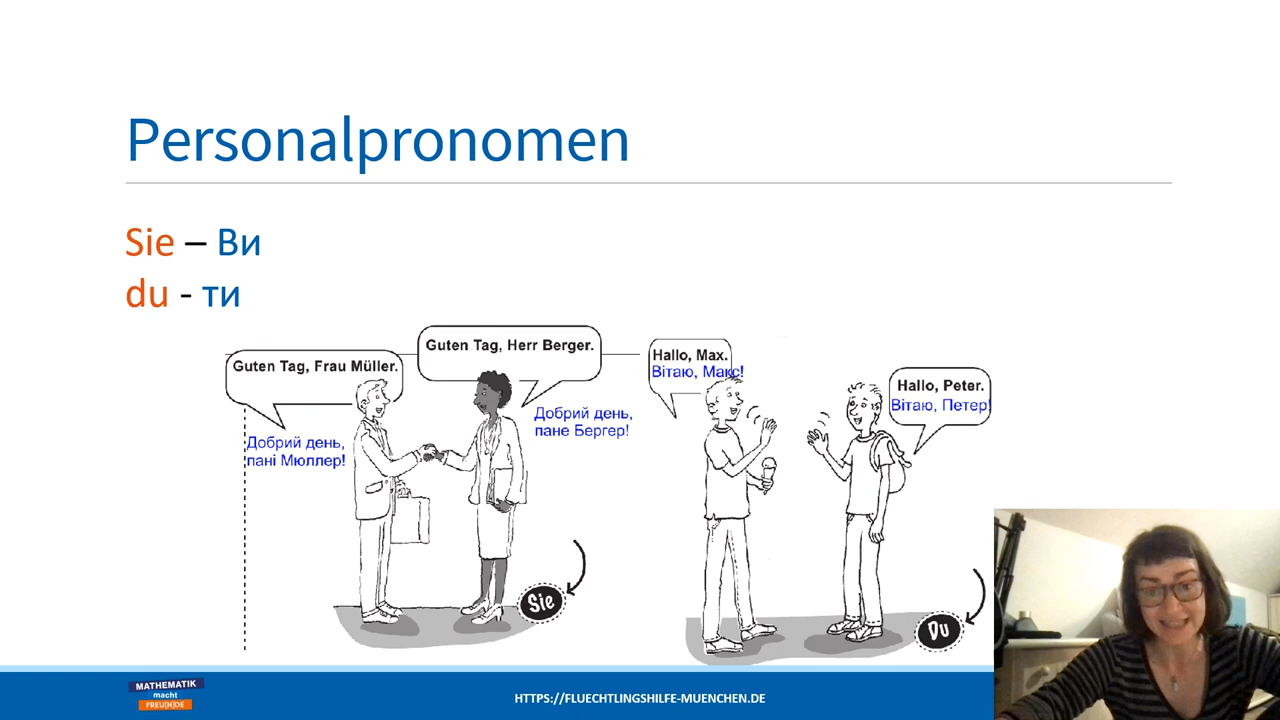 Personalpronomen
Sie – Ви
du - ти
Guten Tag, Frau Müller.
Добрий день,
пані Мюллер!
Guten Tag, Herr Berger.
Добрий день,
пане Бергер!
Hallo, Max.
Вітаю, Макс!
Hallo, Peter.
Вітаю, Петер!
Sie
Du
MATHEMATIK
macht
FREU(N)DE
HTTPS://FLUECHTLINGSHILFE-MUENCHEN.DE